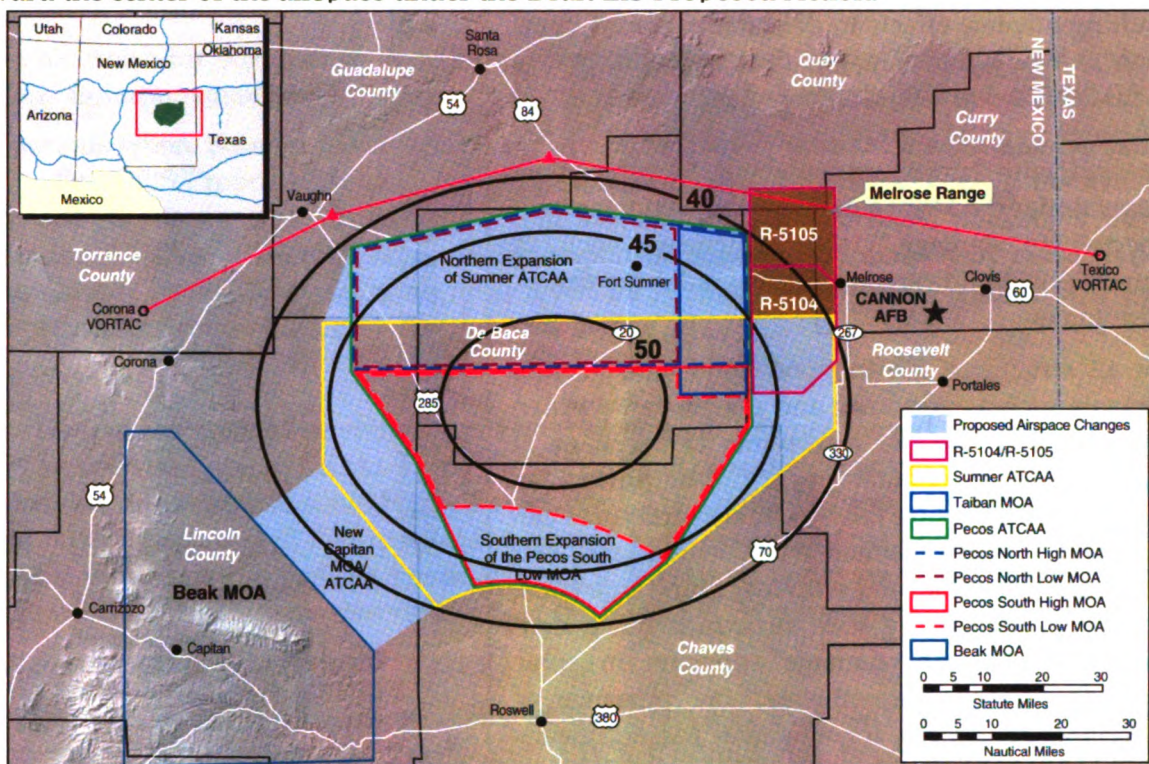 Utah
Colorado
Kansas
Oklahoma
New Mexico
Arizona
Texas
Mexico
Santa
Rosa
Guadalupe
County
54
84
Quay
County
NEW MEXICO
TEXAS
Curry
County
Vaughn
40
Melrose Range
Torrance
County
R-5105
45
Northern Expansion
of Sumner ATCAA
Fort Sumner
Melrose
Clovis
Texico
VORTAC
Corona
VORTAC
R-5104
CANNON
AFB
60
De Baca
County
20
267
Corona
50
Roosevelt
County
Portales
285
330
54
Lincoln
County
New
Capitan
MOA/
ATCAA
Southern Expansion
of the Pecos South
Low MOA
70
Beak MOA
Carrizozo
Capitan
Chaves
County
Roswell
380
Proposed Airspace Changes
R-5104/R-5105
Sumner ATCAA
Taiban MOA
Pecos ATCAA
Pecos North High MOA
Pecos North Low MOA
Pecos South High MOA
Pecos South Low MOA
Beak MOA
0 5 10 20 30
Statute Miles
0 5 10 20 30
Nautical Miles